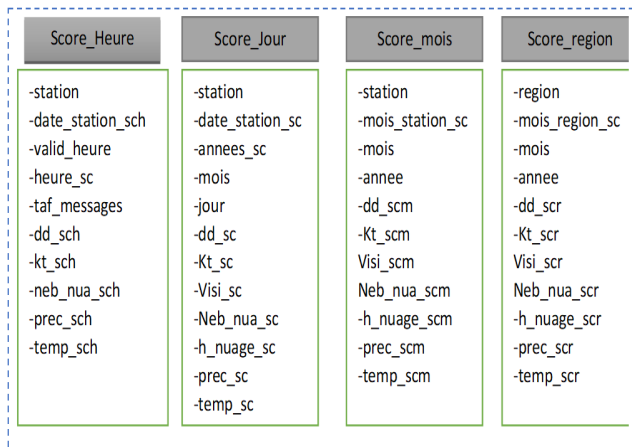 Score_Heure
-station
-date_station_sch
-valid_heure
-heure_sc
-taf_messages
-dd_sch
-kt_sch
-neb_nua_sch
-prec_sch
-temp_sch
Score_Jour
-station
-date_station_sc
-annees_sc
-mois
-jour
-dd_sc
-Kt_sc
-Visi_sc
-Neb_nua_sc
-h_nuage_sc
-prec_sc
-temp_sc
Score_mois
-station
-mois_station_sc
-mois
-annee
-dd_scm
-Kt_scm
Visi_scm
Neb_nua_scm
-h_nuage_scm
-prec_scm
-temp_scm
Score_region
-region
-mois_region_sc
-mois
-annee
-dd_scr
-Kt_scr
Visi_scr
Neb_nua_scr
-h_nuage_scr
-prec_scr
-temp_scr